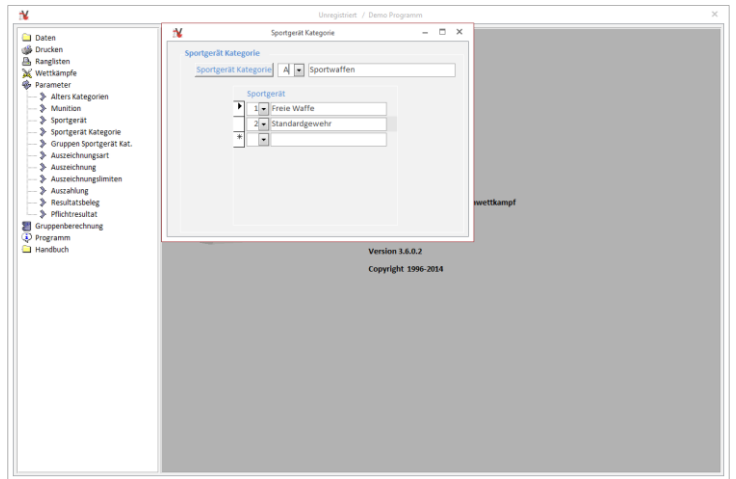 Unregistriert / Demo Programm
Daten
Drucken
Ranglisten
Wettkämpfe
Parameter
Alters Kategorien
Munition
Sportgerät
Sportgerät Kategorie
Gruppen Sportgerät Kat.
Auszeichnungsart
Auszeichnung
Auszeichnungslimiten
Auszahlung
Resultatsbeleg
Pflichtresultat
Gruppenberechnung
Programm
Handbuch
Sportgerät Kategorie
Sportgerät Kategorie
Sportgerät Kategorie A Sportwaffen
Sportgerät
1 Freie Waffe
2 Standardgewehr
*
nwettkampf
Version 3.6.0.2
Copyright 1996-2014